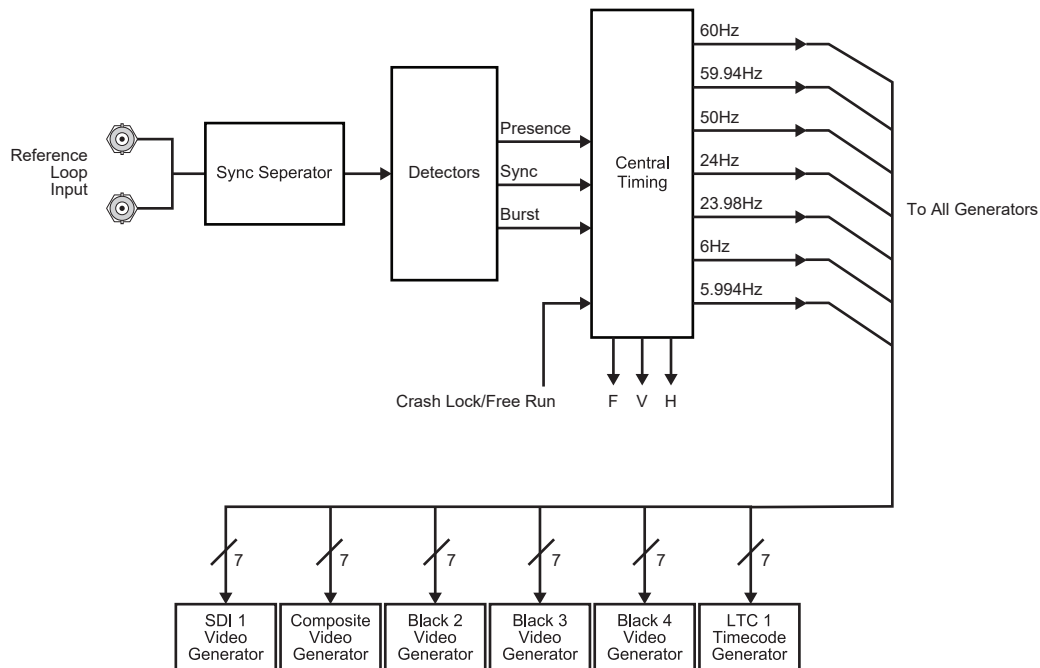 60Hz
59.94Hz
50Hz
24Hz
23.98Hz
6Hz
5.994Hz
Reference
Loop
Input
Sync Seperator
Detectors
Presence
Sync
Burst
Central
Timing
To All Generators
Crash Lock/Free Run
F V H
7 7 7 7 7 7
SDI 1
Video
Generator
Composite
Video
Generator
Black 2
Video
Generator
Black 3
Video
Generator
Black 4
Video
Generator
LTC 1
Timecode
Generator